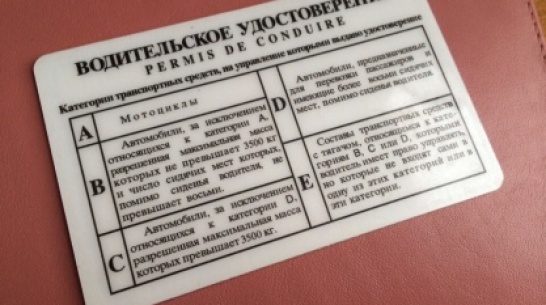 ВОДИТЕЛЬСКОЕ УДОСТОВЕРЕНИЕ
PERMIS DE CONDUIRE
Категории транспортных средств, на управление которыми выдано удостоверение
A
Мотоциклы
B
Автомобили, за исключением
относящихся к категории A,
разрешенная максимальная масса
которых не превышает 3500 кг
и число сидячих мест которых,
помимо сиденья водителя, не
превышает восьми.
C
Автомобили, за исключением
относящихся к категории D,
разрешенная максимальная масса
которых превышает 3500 кг.
D
Автомобили, предназначенные
для перевозки пассажиров и
имеющие более восьми сидячих
мест, помимо сиденья водителя
E
Составы транспортных средств
с тягачом, относящимся к кате-
гориям B, C или D, которыми
водитель имеет право управлять,
но которые не входят сами в
одну из этих категорий или в
эти категории.